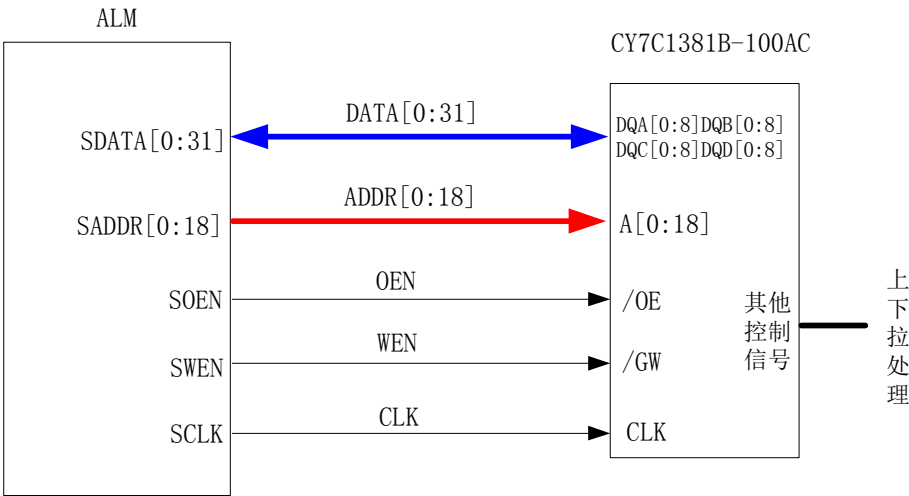 ALM
CY7C1381B-100AC
DATA[0:31]
SDATA[0:31]
DQA[0:8]DQB[0:8]
DQC[0:8]DQD[0:8]
ADDR[0:18]
SADDR[0:18]
A[0:18]
OEN
SOEN
/OE
WEN
SWEN
/GW
CLK
SCLK
CLK
其他
控制
信号
上
下
拉
处
理